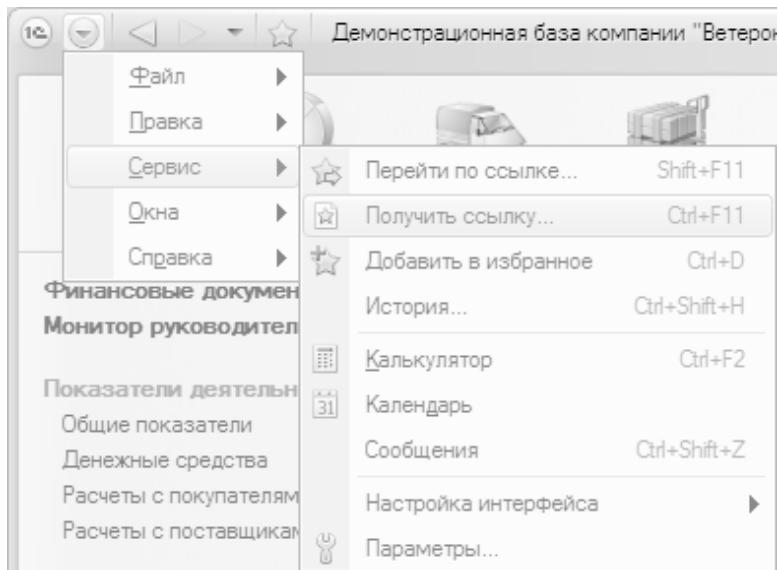 1С Демонстрационная база компании "Ветерок
Файл
Правка
Сервис
Окна
Справка
Перейти по ссылке... Shift+F11
Получить ссылку... Ctrl+F11
Добавить в избранное Ctrl+D
История... Ctrl+Shift+H
Калькулятор Ctrl+F2
31 Календарь
Сообщения Ctrl+Shift+Z
Настройка интерфейса
Параметры...
Финансовые докумен
Монитор руководител
Показатели деятельн
Общие показатели
Денежные средства
Расчеты с покупателям
Расчеты с поставщикам